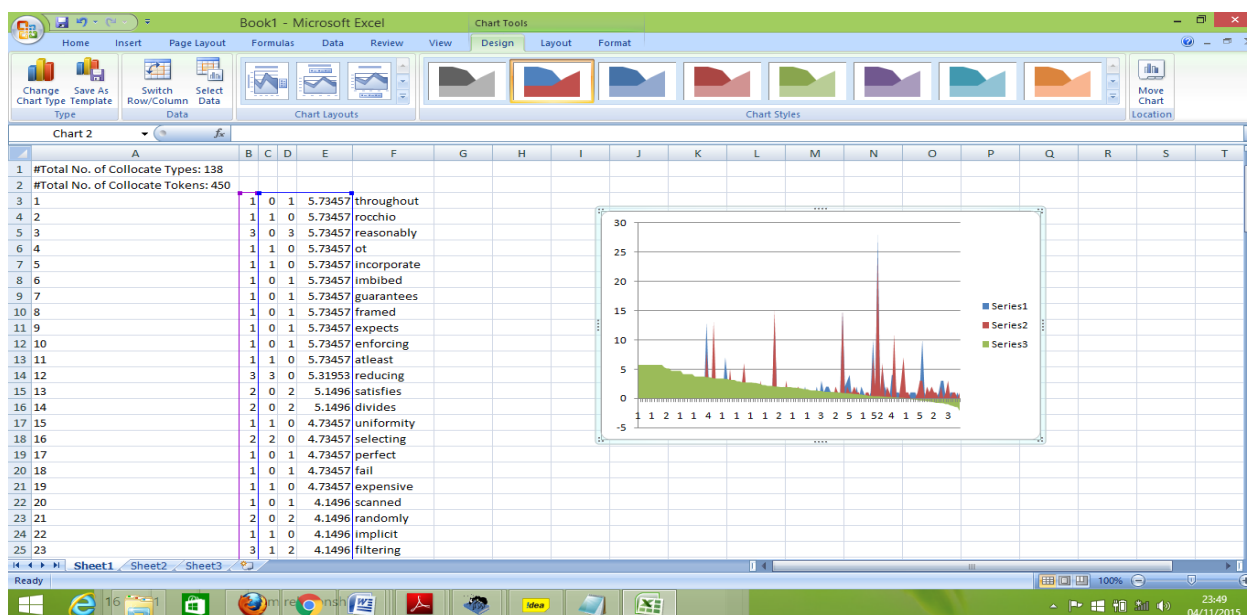 Book1 - Microsoft Excel
Chart Tools
Home Insert Page Layout Formulas Data Review View Design Layout Format
Change Chart Type
Save As Template
Switch Row/Column
Select Data
Move Chart
Type Data Chart Layouts Chart Styles Location
Chart 2 fx
A B C D E F G H I J K L M N O P Q R S T
1 #Total No. of Collocate Types: 138
2 #Total No. of Collocate Tokens: 450
3 1 1 0 1 5.73457 throughout
4 2 1 1 0 5.73457 rocchio
5 3 3 0 3 5.73457 reasonably
6 4 1 1 0 5.73457 ot
7 5 1 1 0 5.73457 incorporate
8 6 1 0 1 5.73457 imbibed
9 7 1 0 1 5.73457 guarantees
10 8 1 0 1 5.73457 framed
11 9 1 0 1 5.73457 expects
12 10 1 0 1 5.73457 enforcing
13 11 1 1 0 5.73457 atleast
14 12 3 3 0 5.31953 reducing
15 13 2 0 2 5.1496 satisfies
16 14 2 0 2 5.1496 divides
17 15 1 1 0 4.73457 uniformity
18 16 2 2 0 4.73457 selecting
19 17 1 0 1 4.73457 perfect
20 18 1 0 1 4.73457 fail
21 19 1 1 0 4.73457 expensive
22 20 1 0 1 4.1496 scanned
23 21 2 0 2 4.1496 randomly
24 22 1 1 0 4.1496 implicit
25 23 3 1 2 4.1496 filtering
30
25
20
15
10
5
0
-5
1 1 2 1 1 4 1 1 1 1 2 1 1 3 2 5 1 52 4 1 5 2 3
Series1
Series2
Series3
Sheet1 Sheet2 Sheet3
Ready 100%
Idea
23:49
04/11/2015